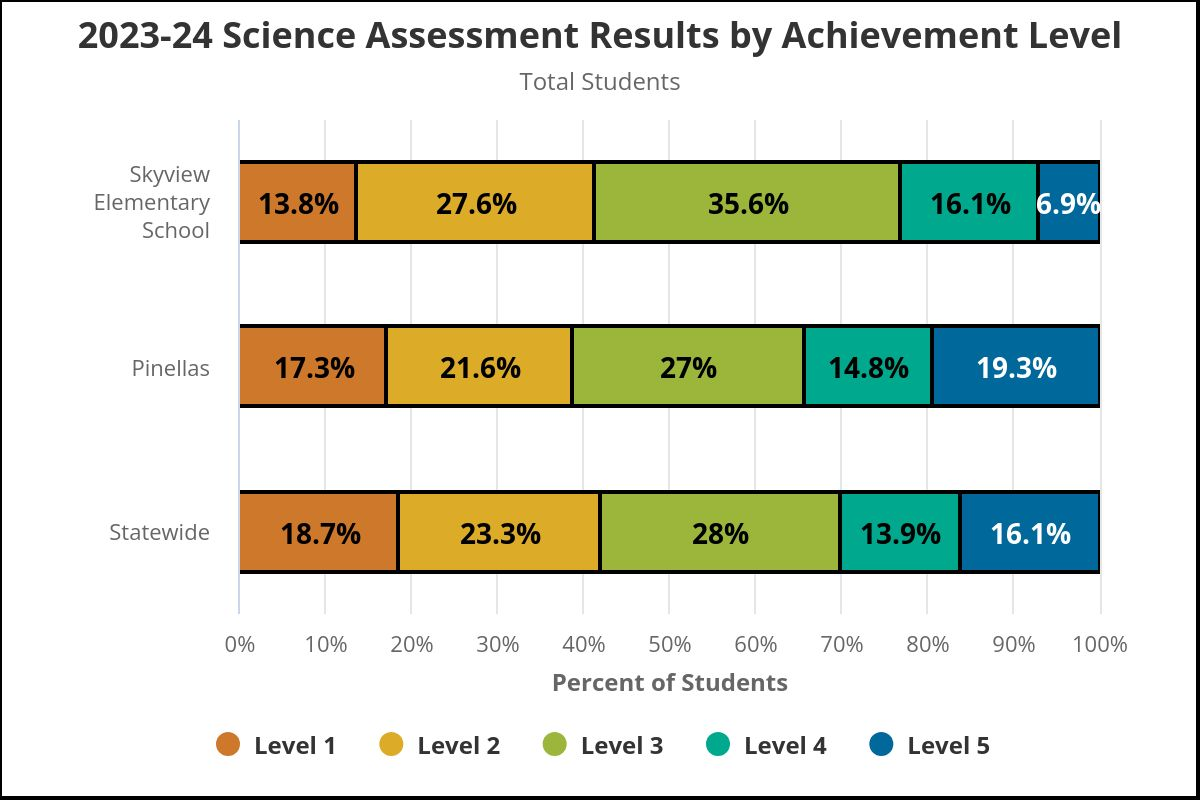 2023-24 Science Assessment Results by Achievement Level
Total Students
Skyview
Elementary
School
13.8% 27.6% 35.6% 16.1% 6.9%
Pinellas
17.3% 21.6% 27% 14.8% 19.3%
Statewide
18.7% 23.3% 28% 13.9% 16.1%
0% 10% 20% 30% 40% 50% 60% 70% 80% 90% 100%
Percent of Students
Level 1 Level 2 Level 3 Level 4 Level 5